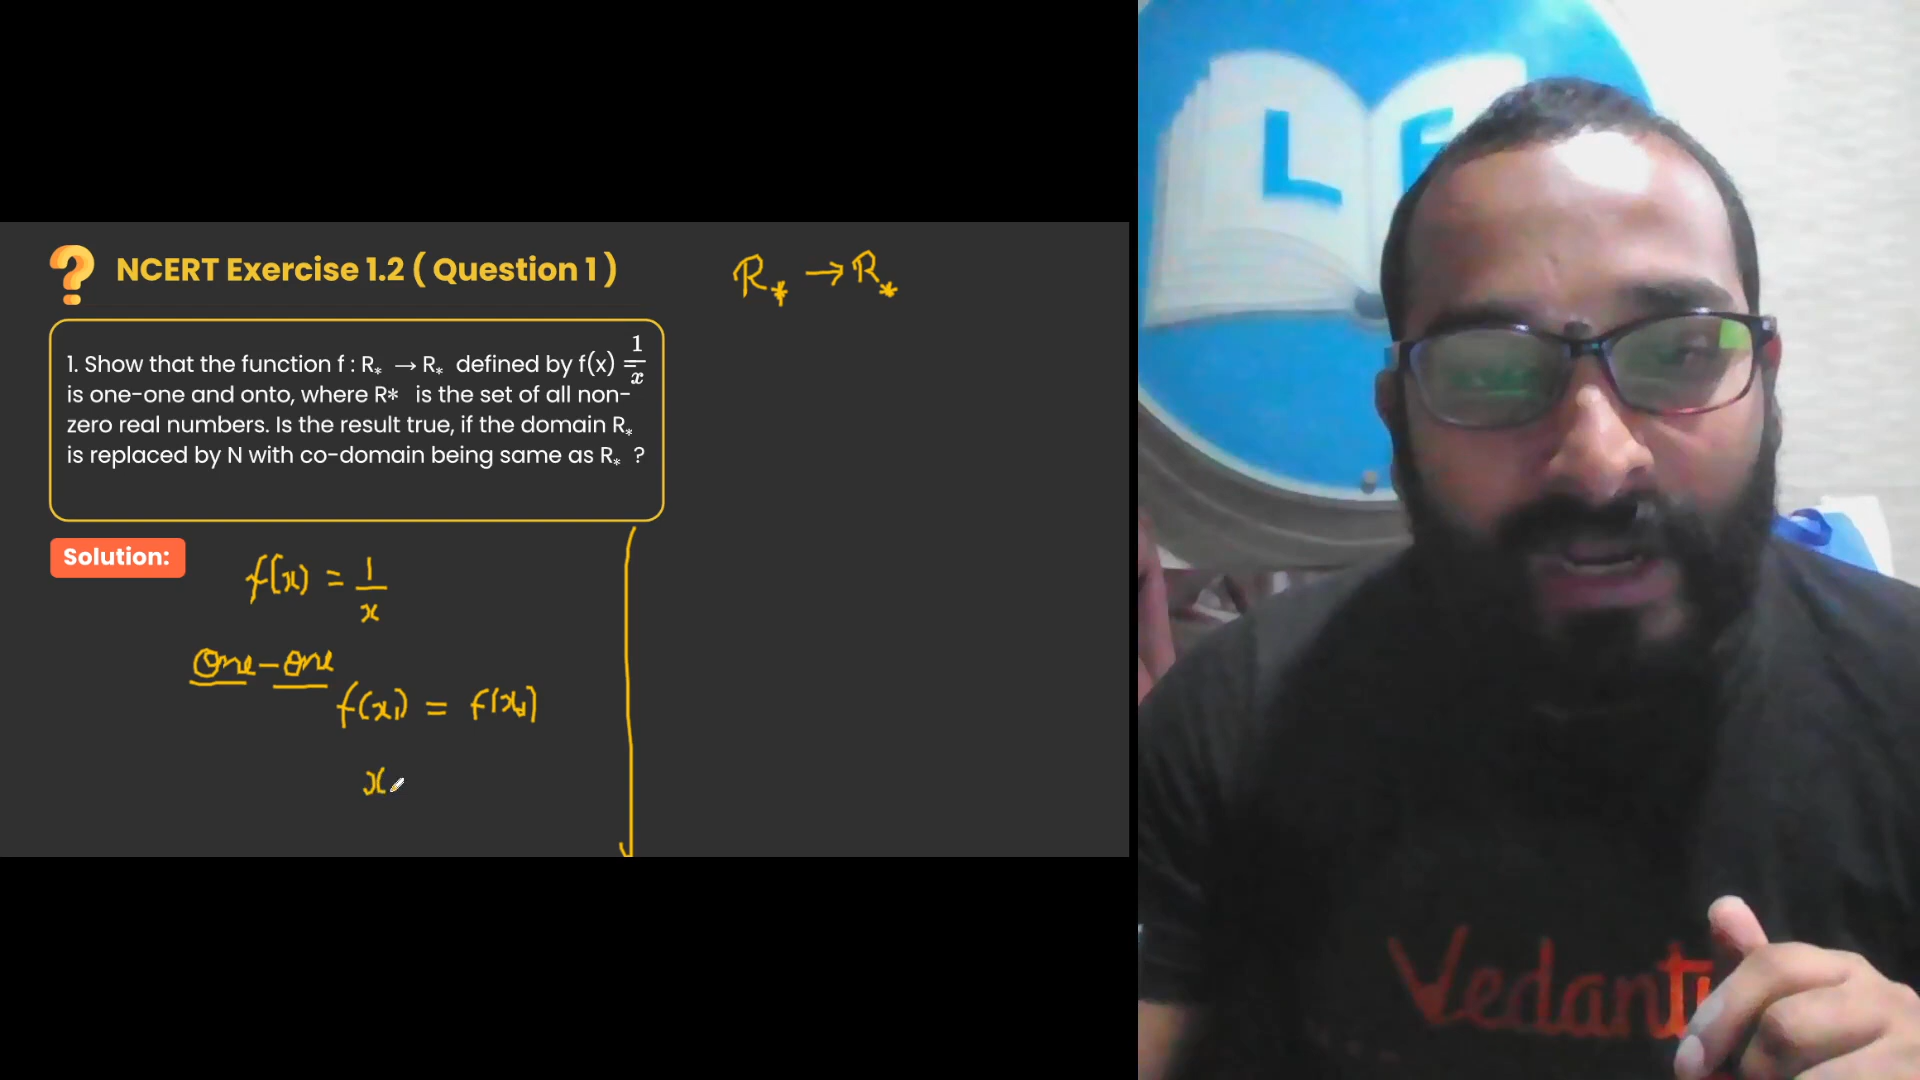 ? NCERT Exercise 1.2 ( Question 1 )
1. Show that the function f : R* → R* defined by f(x) = 1/x
is one-one and onto, where R* is the set of all non-
zero real numbers. Is the result true, if the domain R*
is replaced by N with co-domain being same as R* ?
Solution:
f(x) = 1/x
One-One
f(x₁) = f(x₂)
x
R* → R*
L
Vedantu